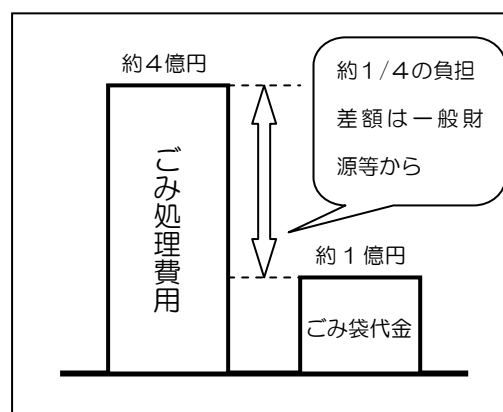 約４億円
約１/４の負担
差額は一般財
源等から
ごみ処理費用
約１億円
ごみ袋代金